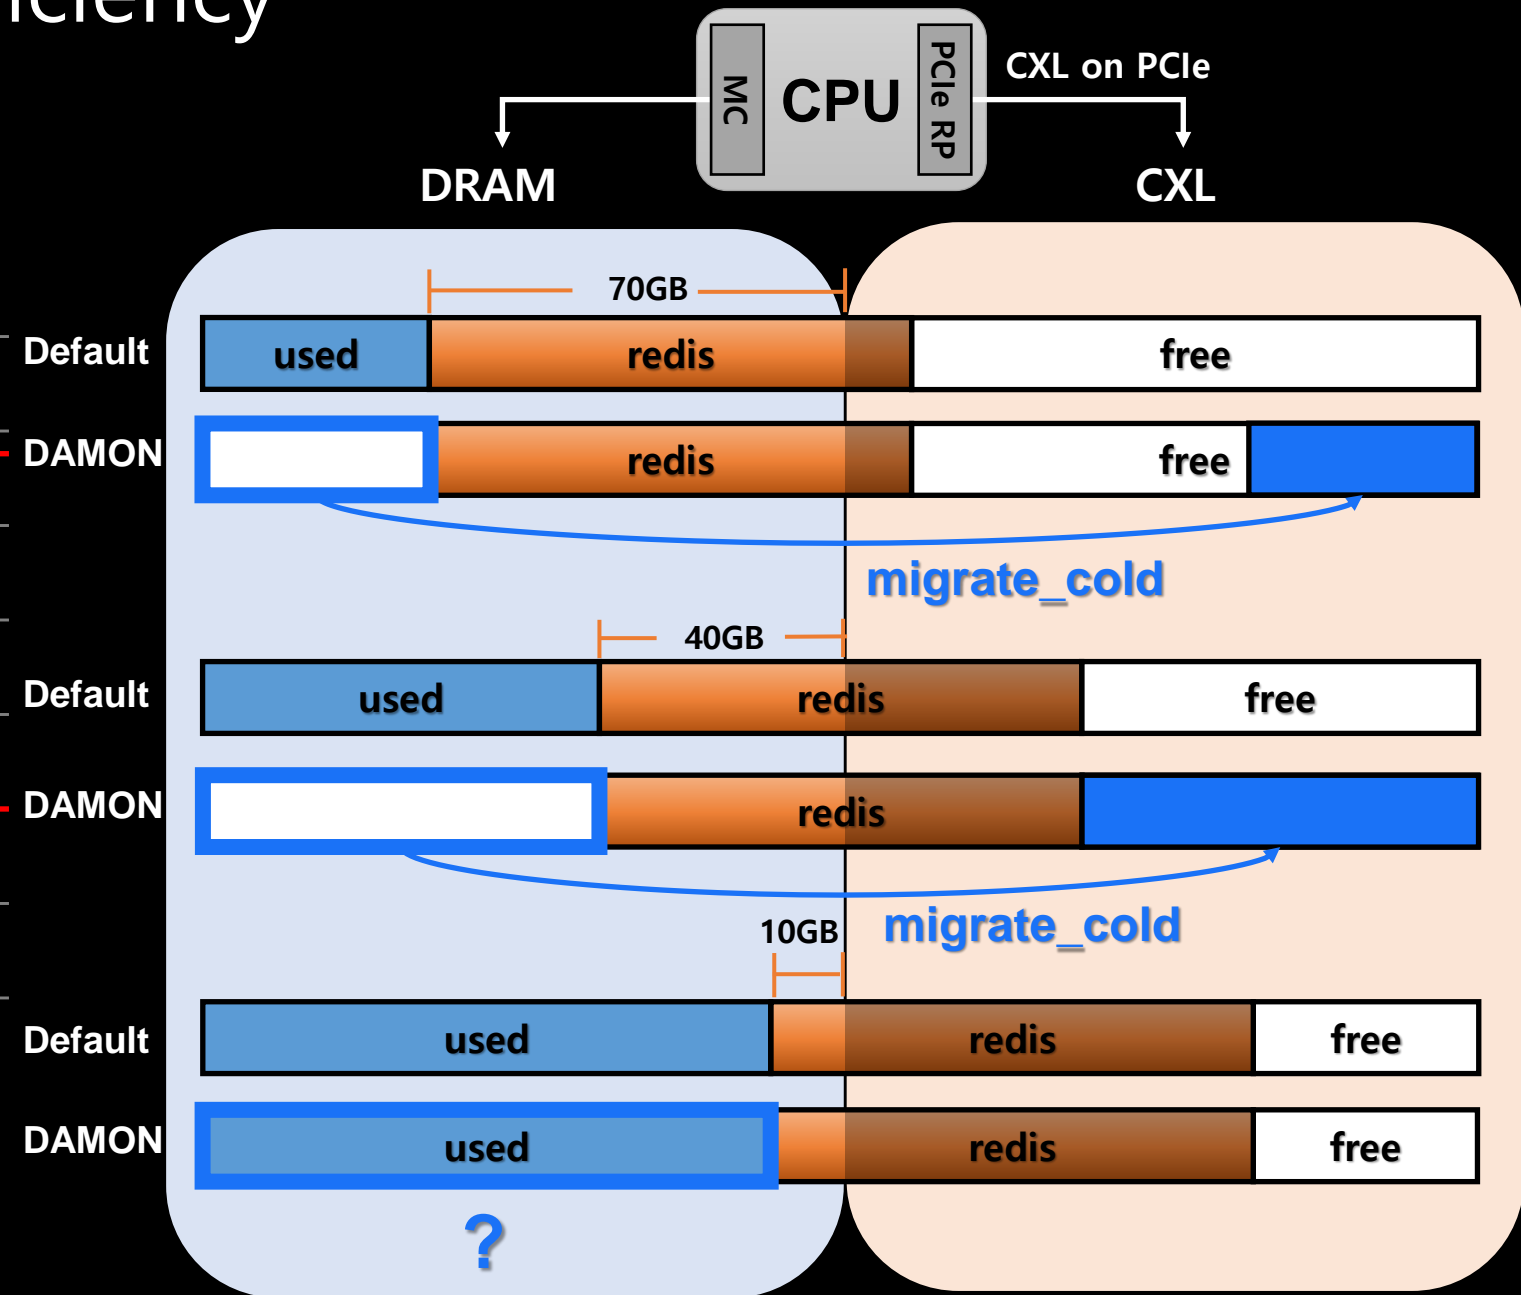 MC
CPU
PCIe RP
CXL on PCIe
DRAM
CXL
70GB
Default
used
redis
free
DAMON
redis
free
migrate_cold
40GB
Default
used
redis
free
DAMON
redis
migrate_cold
10GB
Default
used
redis
free
DAMON
used
redis
free
?